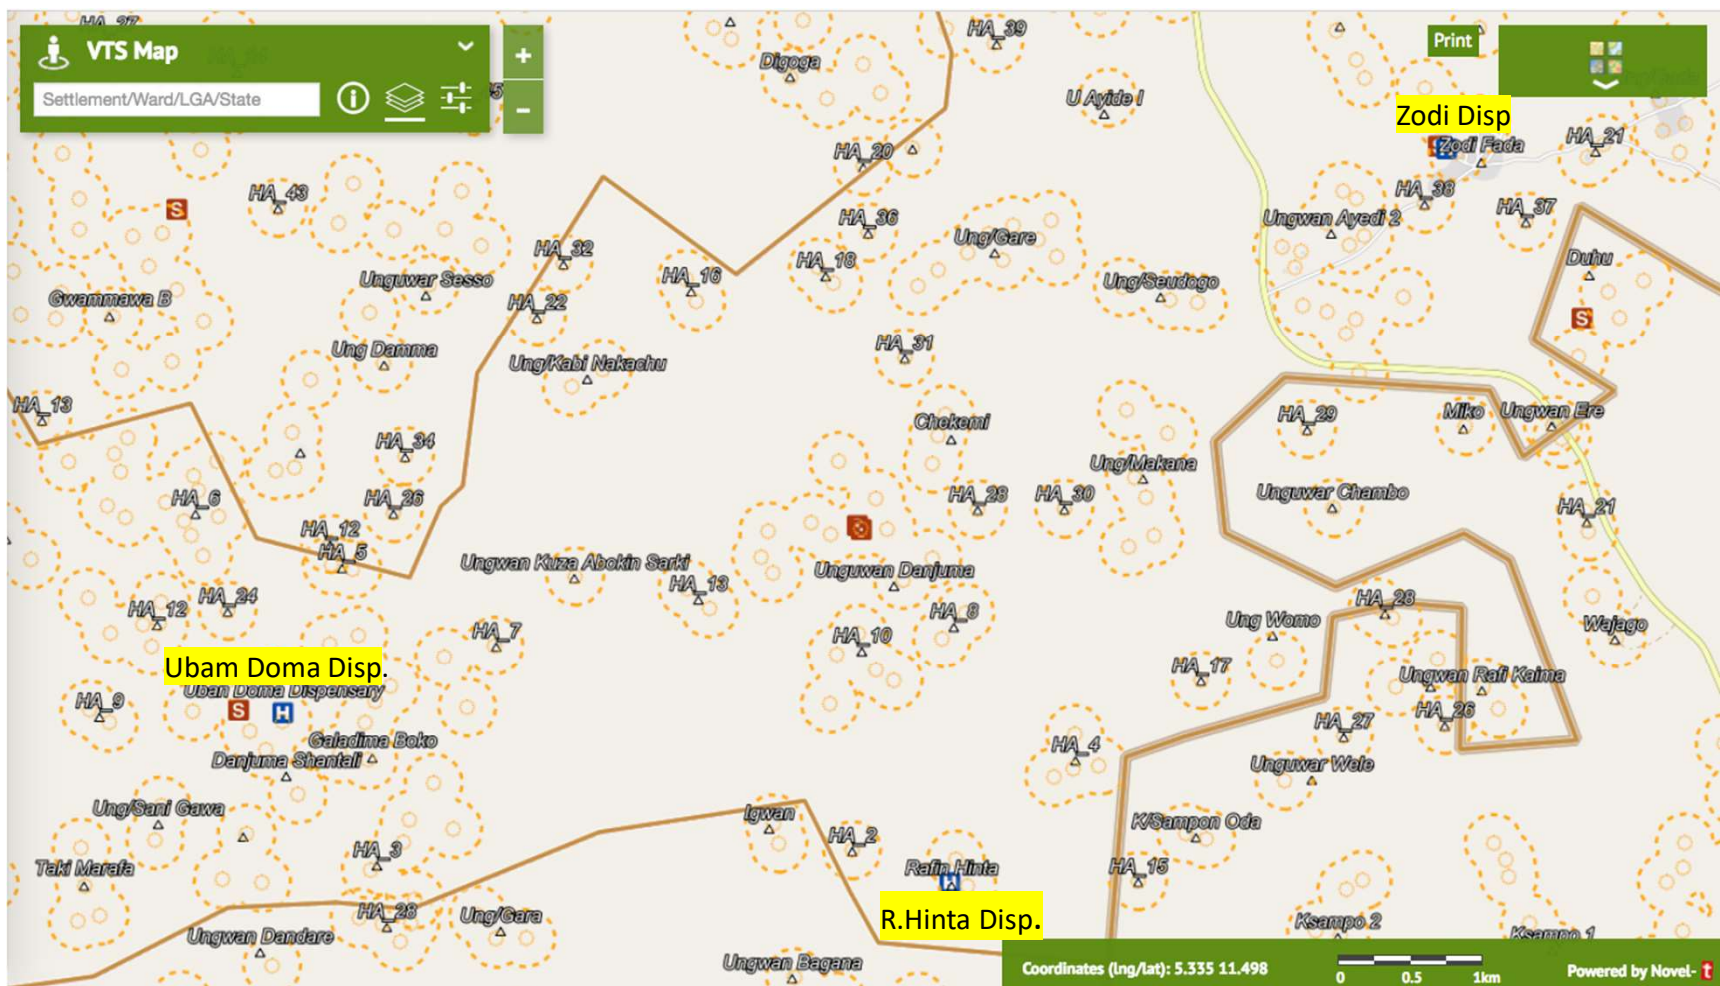 HA_27
HA_39
VTS Map
Print
Digoga
Settlement/Ward/LGA/State
+
-
U Ayide I
Zodi Disp
S
H
Zodi Fada
HA_21
HA_20
HA_43
S
HA_38
HA_37
HA_36
Ungwan Ayedi 2
HA_32
Ung/Gare
HA_18
HA_16
Duhu
Unguwar Sesso
Ung/Seudogo
Gwammawa B
HA_22
S
Ung Damma
Ung/Kabi Nakachu
HA_31
HA_13
Chekemi
HA_29
Miko
Ungwan Ere
HA_34
Ung/Makana
HA_6
HA_26
HA_28
HA_30
Unguwar Chambo
HA_21
HA_12
HA_5
Ungwan Kuza Abokin Sarki
Unguwan Danjuma
HA_13
HA_12
HA_24
HA_8
HA_28
HA_7
HA_10
Ung Womo
Wajago
Ubam Doma Disp.
HA_17
Ungwan Rafi Kaima
Uban Doma Dispensary
HA_9
S
H
HA_27
HA_26
Galadima Boko
HA_4
Danjuma Shantali
Unguwar Wele
Ung/Sani Gawa
Igwan
K/Sampon Oda
HA_2
HA_3
Taki Marafa
Rafin Hinta
HA_15
H
HA_28
Ung/Gara
R.Hinta Disp.
Ungwan Dandare
Ksampo 2
Ksampo 1
Ungwan Bagana
Coordinates (lng/lat): 5.335 11.498
0 0.5 1km
Powered by Novel-t